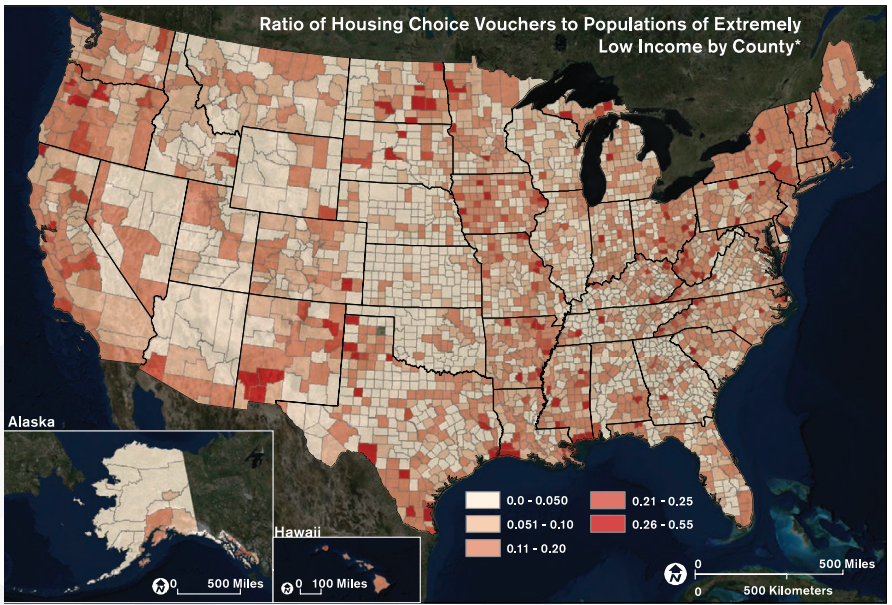 Ratio of Housing Choice Vouchers to Populations of Extremely
Low Income by County*
Alaska
N
0 500 Miles
Hawaii
N
0 100 Miles
0.0 - 0.050
0.051 - 0.10
0.11 - 0.20
0.21 - 0.25
0.26 - 0.55
N
0 500 Miles
0 500 Kilometers